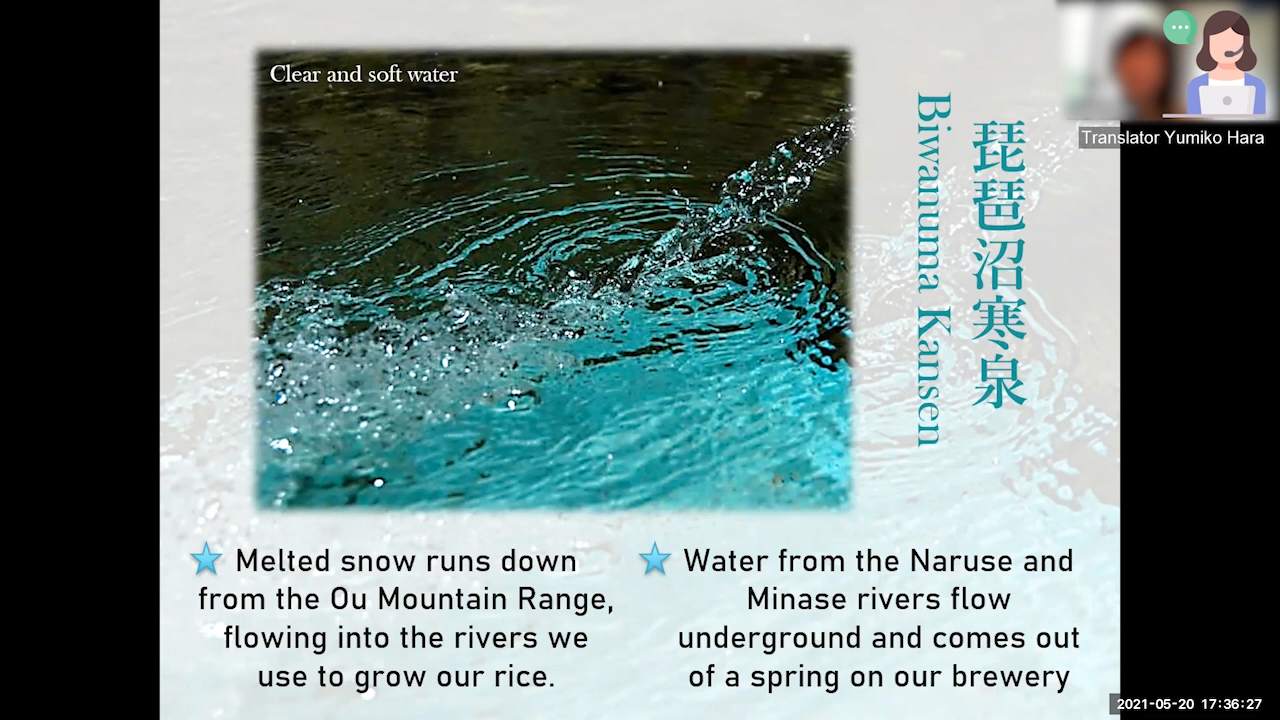 Clear and soft water
琵琶沼寒泉
Biwanuma Kansen
Translator Yumiko Hara
Melted snow runs down
from the Ou Mountain Range,
flowing into the rivers we
use to grow our rice.
Water from the Naruse and
Minase rivers flow
underground and comes out
of a spring on our brewery
2021-05-20 17:36:27